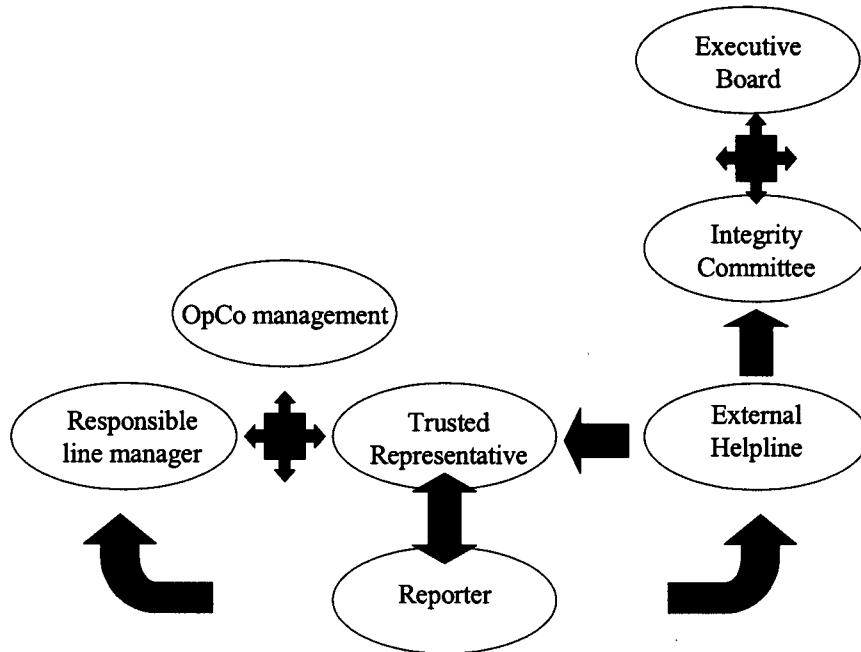 Executive
Board
Integrity
Committee
OpCo management
Responsible
line manager
Trusted
Representative
External
Helpline
Reporter